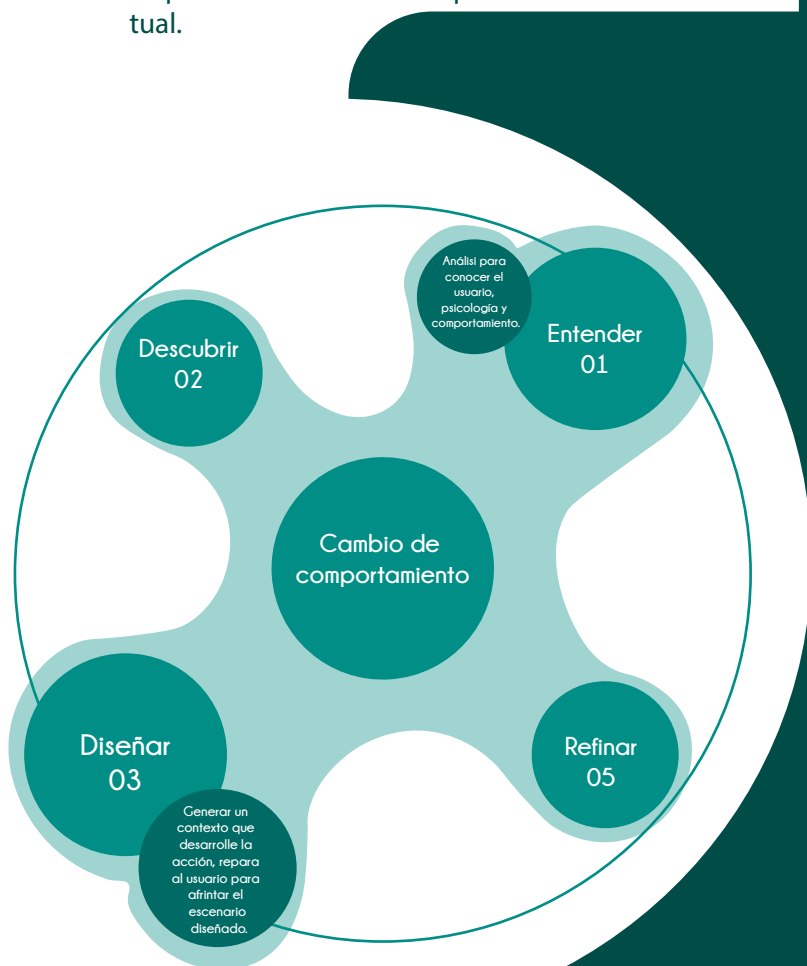 tual.
Análisi para
conocer el
usuario,
psicología y
comportamiento.
Entender
01
Descubrir
02
Cambio de
comportamiento
Diseñar
03
Generar un
contexto que
desarrolle la
acción, repara
al usuario para
afrintar el
escenario
diseñado.
Refinar
05